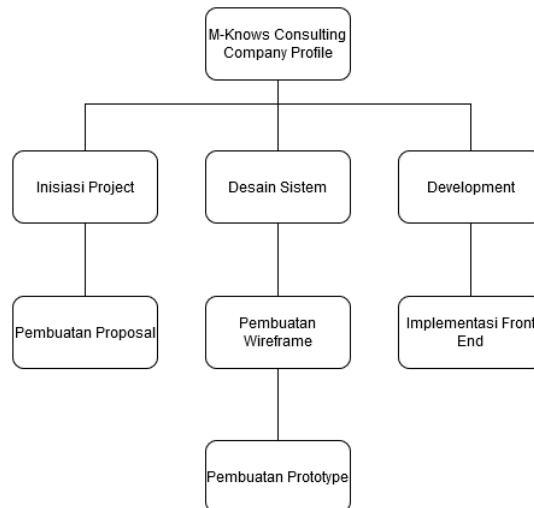 M-Knows Consulting
Company Profile
Inisiasi Project
Desain Sistem
Development
Pembuatan Proposal
Pembuatan
Wireframe
Implementasi Front
End
Pembuatan Prototype